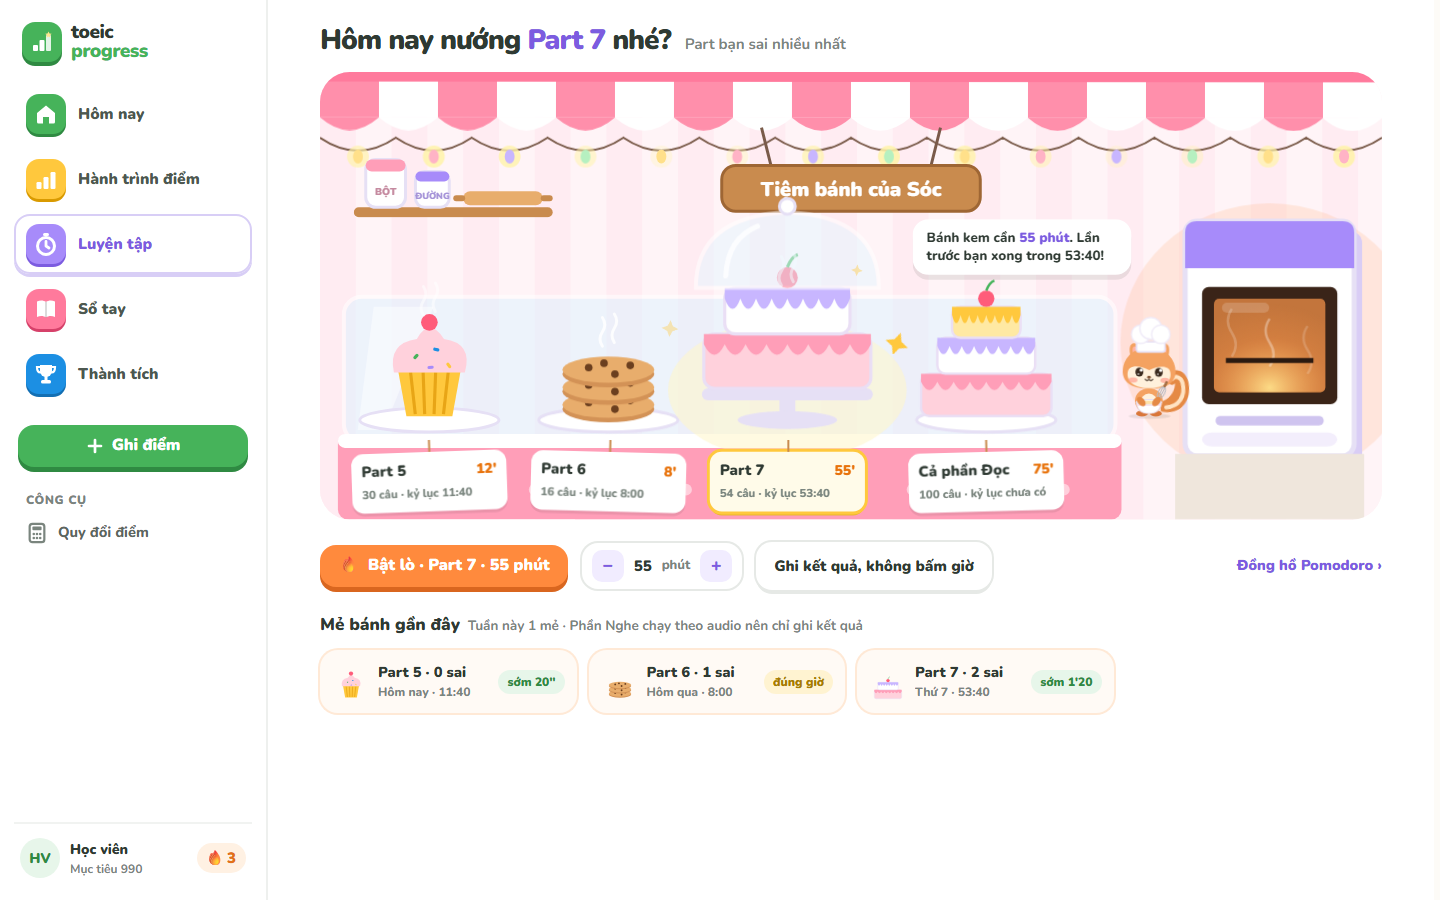 toeic
progress
Hôm nay
Hành trình điểm
Luyện tập
Sổ tay
Thành tích
+ Ghi điểm
CÔNG CỤ
Quy đổi điểm
HV
Học viên
Mục tiêu 990
3
Hôm nay nướng Part 7 nhé? Part bạn sai nhiều nhất
BỘT
ĐƯỜNG
Tiệm bánh của Sóc
Bánh kem cần 55 phút. Lần
trước bạn xong trong 53:40!
Part 5 12'
30 câu · kỷ lục 11:40
Part 6 8'
16 câu · kỷ lục 8:00
Part 7 55'
54 câu · kỷ lục 53:40
Cả phần Đọc 75'
100 câu · kỷ lục chưa có
Bật lò · Part 7 · 55 phút
− 55 phút +
Ghi kết quả, không bấm giờ
Đồng hồ Pomodoro ›
Mẻ bánh gần đây Tuần này 1 mẻ · Phần Nghe chạy theo audio nên chỉ ghi kết quả
Part 5 · 0 sai
Hôm nay · 11:40
sớm 20"
Part 6 · 1 sai
Hôm qua · 8:00
đúng giờ
Part 7 · 2 sai
Thứ 7 · 53:40
sớm 1'20